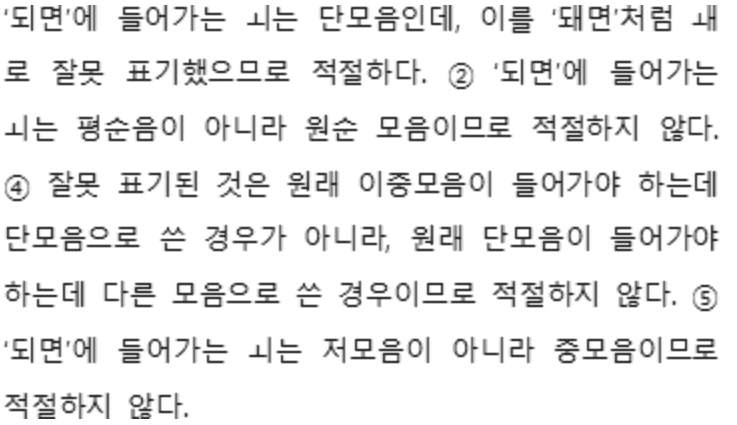 ‘되면’에 들어가는 ㅚ는 단모음인데, 이를 ‘돼면’처럼 ㅙ
로 잘못 표기했으므로 적절하다. ② ‘되면’에 들어가는
ㅚ는 평순음이 아니라 원순 모음이므로 적절하지 않다.
④ 잘못 표기된 것은 원래 이중모음이 들어가야 하는데
단모음으로 쓴 경우가 아니라, 원래 단모음이 들어가야
하는데 다른 모음으로 쓴 경우이므로 적절하지 않다. ⑤
‘되면’에 들어가는 ㅚ는 저모음이 아니라 중모음이므로
적절하지 않다.